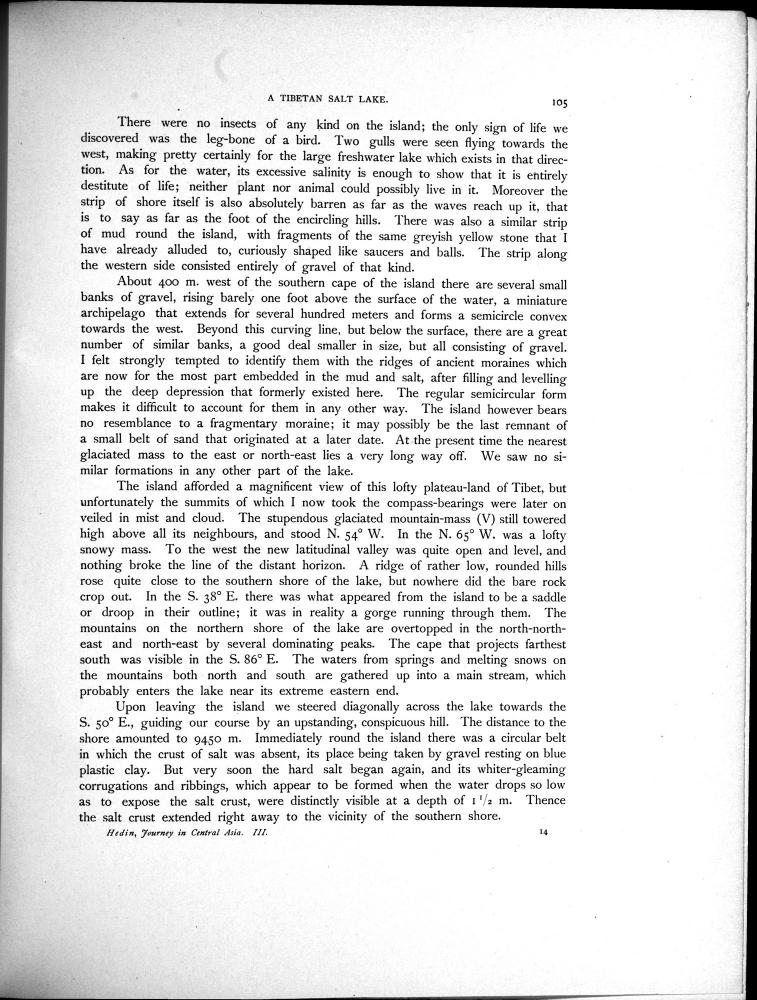 A TIBETAN SALT LAKE.
105
There were no insects of any kind on the island; the only sign of life we
discovered was the leg-bone of a bird. Two gulls were seen flying towards the
west, making pretty certainly for the large freshwater lake which exists in that direc-
tion. As for the water, its excessive salinity is enough to show that it is entirely
destitute of life; neither plant nor animal could possibly live in it. Moreover the
strip of shore itself is also absolutely barren as far as the waves reach up it, that
is to say as far as the foot of the encircling hills. There was also a similar strip
of mud round the island, with fragments of the same greyish yellow stone that I
have already alluded to, curiously shaped like saucers and balls. The strip along
the western side consisted entirely of gravel of that kind.
About 400 m. west of the southern cape of the island there are several small
banks of gravel, rising barely one foot above the surface of the water, a miniature
archipelago that extends for several hundred meters and forms a semicircle convex
towards the west. Beyond this curving line, but below the surface, there are a great
number of similar banks, a good deal smaller in size, but all consisting of gravel.
I felt strongly tempted to identify them with the ridges of ancient moraines which
are now for the most part embedded in the mud and salt, after filling and levelling
up the deep depression that formerly existed here. The regular semicircular form
makes it difficult to account for them in any other way. The island however bears
no resemblance to a fragmentary moraine; it may possibly be the last remnant of
a small belt of sand that originated at a later date. At the present time the nearest
glaciated mass to the east or north-east lies a very long way off. We saw no si-
milar formations in any other part of the lake.
The island afforded a magnificent view of this lofty plateau-land of Tibet, but
unfortunately the summits of which I now took the compass-bearings were later on
veiled in mist and cloud. The stupendous glaciated mountain-mass (V) still towered
high above all its neighbours, and stood N. 54° W. In the N. 65° W. was a lofty
snowy mass. To the west the new latitudinal valley was quite open and level, and
nothing broke the line of the distant horizon. A ridge of rather low, rounded hills
rose quite close to the southern shore of the lake, but nowhere did the bare rock
crop out. In the S. 38° E. there was what appeared from the island to be a saddle
or droop in their outline; it was in reality a gorge running through them. The
mountains on the northern shore of the lake are overtopped in the north-north-
east and north-east by several dominating peaks. The cape that projects farthest
south was visible in the S. 86° E. The waters from springs and melting snows on
the mountains both north and south are gathered up into a main stream, which
probably enters the lake near its extreme eastern end.
Upon leaving the island we steered diagonally across the lake towards the
S. 50° E., guiding our course by an upstanding, conspicuous hill. The distance to the
shore amounted to 9450 m. Immediately round the island there was a circular belt
in which the crust of salt was absent, its place being taken by gravel resting on blue
plastic clay. But very soon the hard salt began again, and its whiter-gleaming
corrugations and ribbings, which appear to be formed when the water drops so low
as to expose the salt crust, were distinctly visible at a depth of 1 1/2 m. Thence
the salt crust extended right away to the vicinity of the southern shore.
Hedin, Journey in Central Asia. III.
14